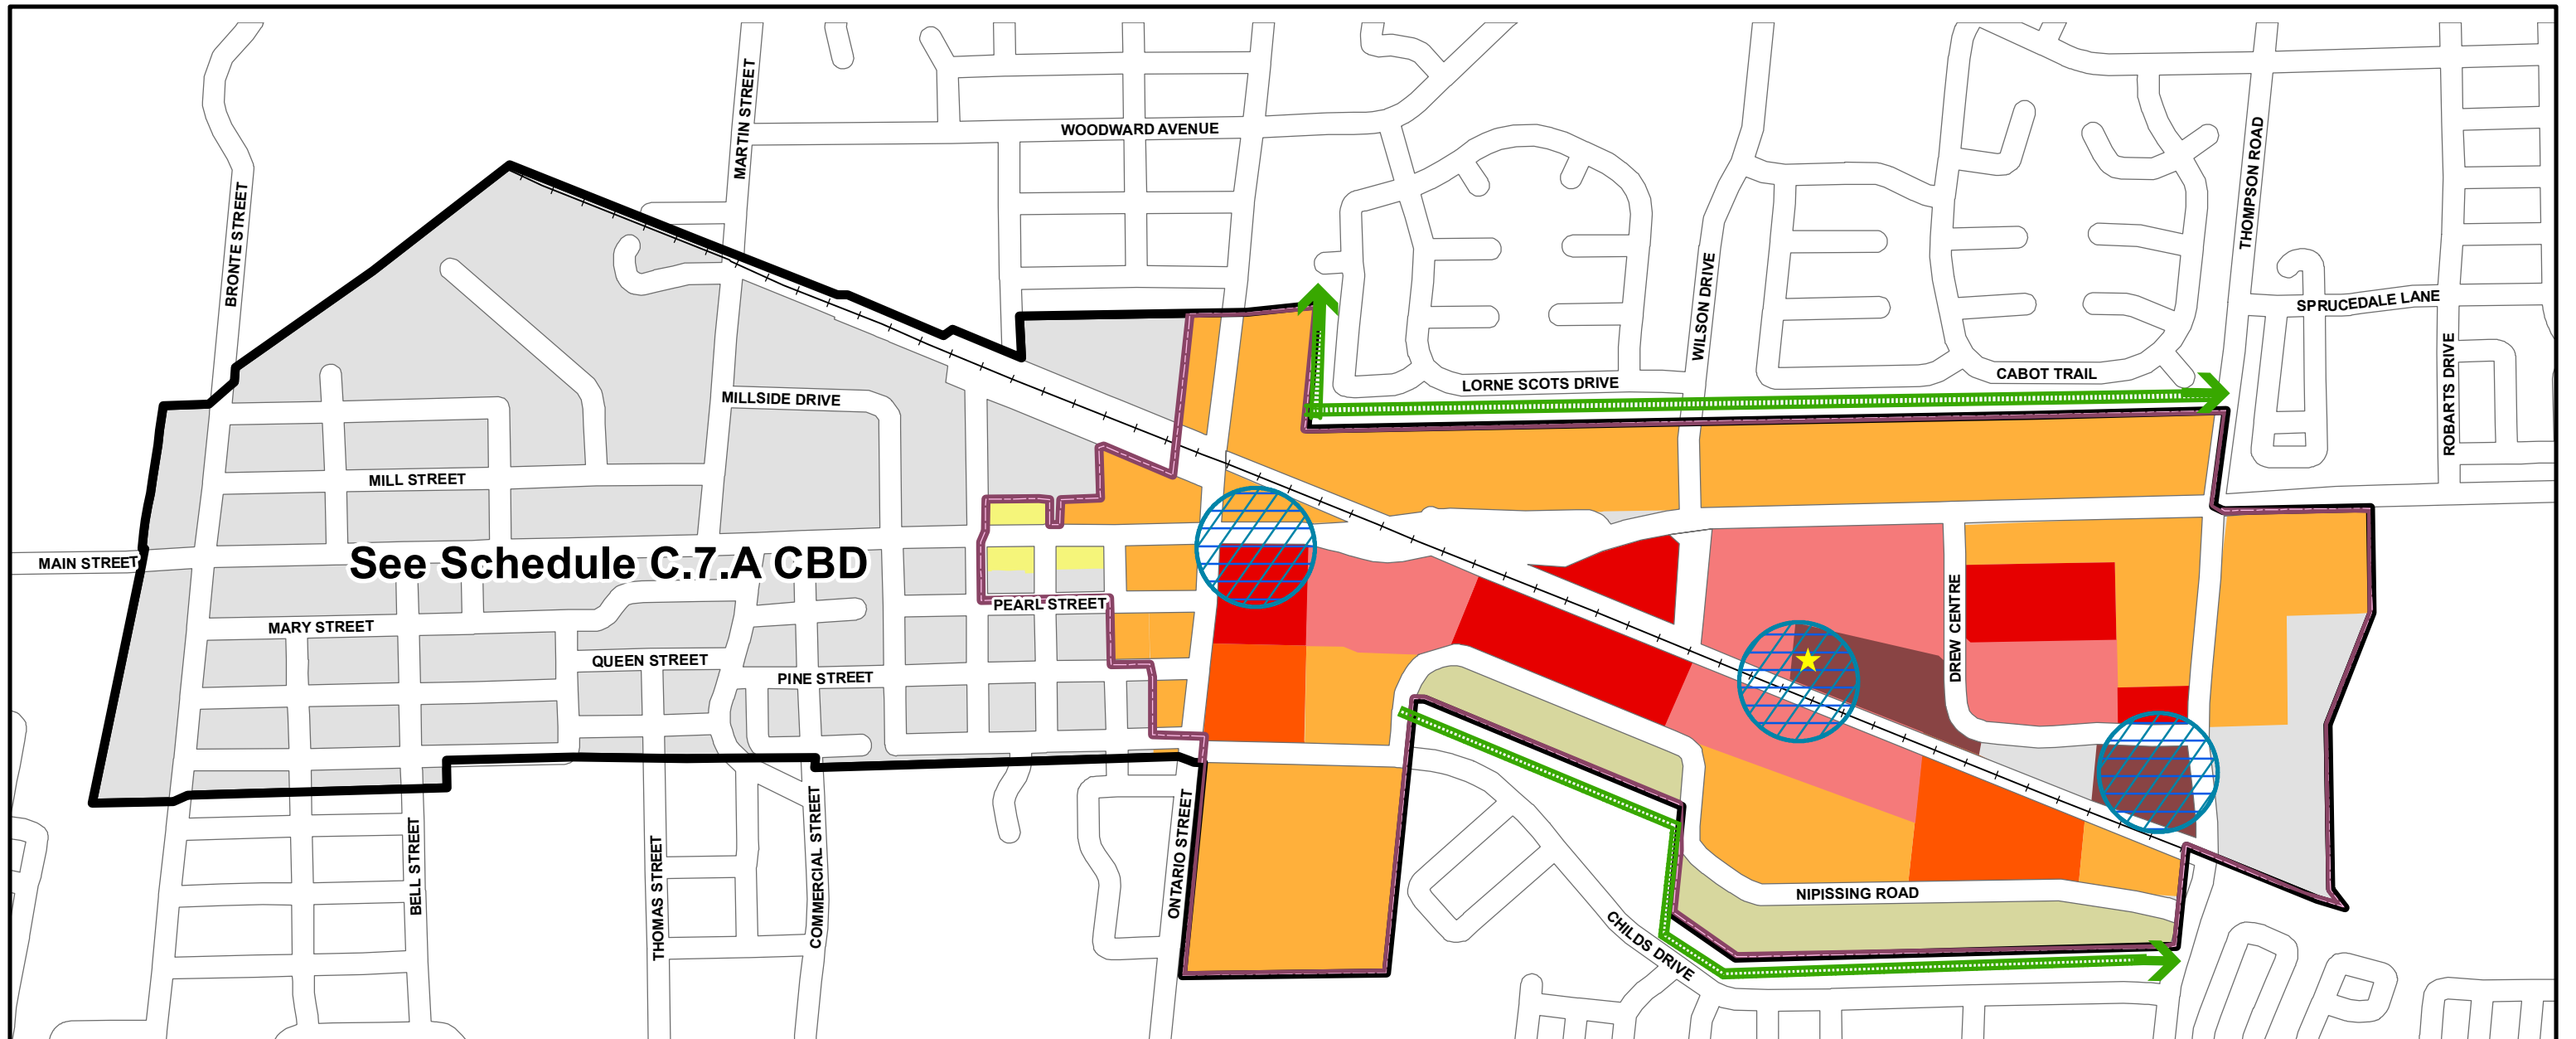 WOODWARD AVENUE
MARTIN STREET
THOMPSON ROAD
BRONTE STREET
WILSON DRIVE
SPRUCEDALE LANE
ROBARTS DRIVE
CABOT TRAIL
LORNE SCOTS DRIVE
MILLSIDE DRIVE
MILL STREET
MAIN STREET
See Schedule C.7.A CBD
PEARL STREET
MARY STREET
DREW CENTRE
QUEEN STREET
PINE STREET
ONTARIO STREET
BELL STREET
THOMAS STREET
COMMERCIAL STREET
NIPISSING ROAD
CHILDS DRIVE